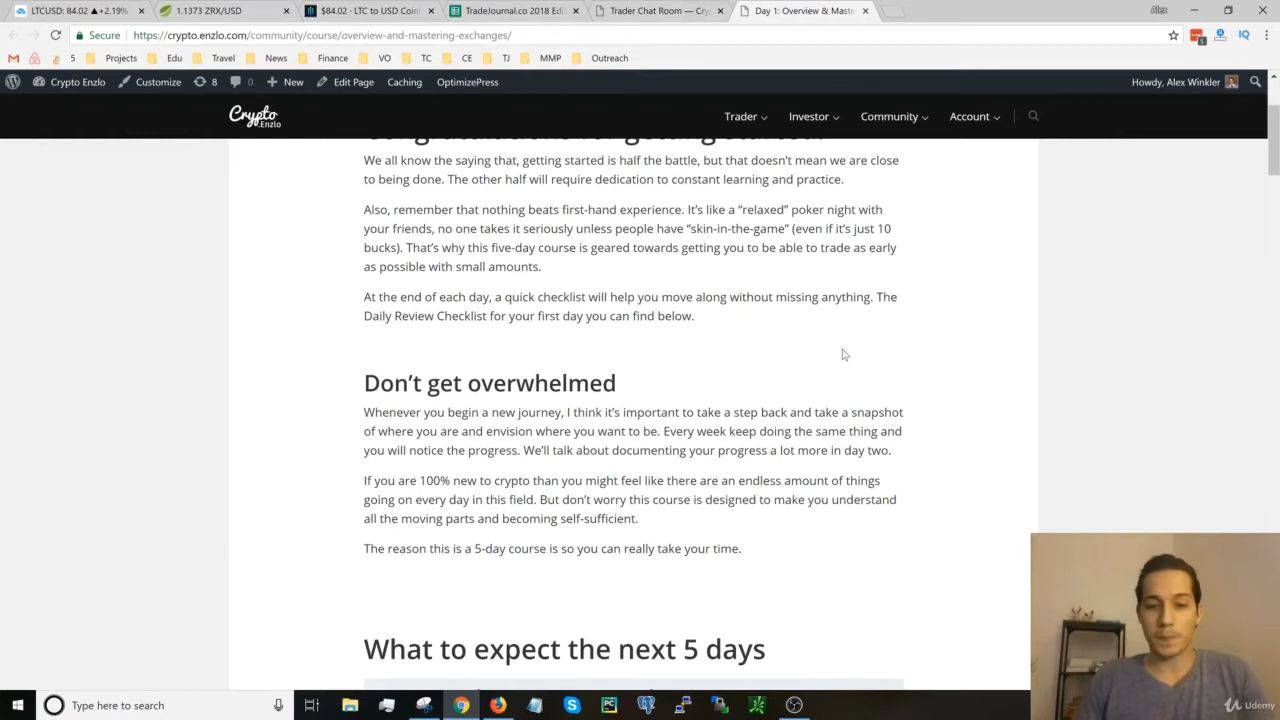 LTCUSD: 84.02 ▲+2.19%
1.1373 ZRX/USD
$84.02 · LTC to USD Coin
TradeJournal.co 2018 Edit
Trader Chat Room — Cry
Day 1: Overview & Maste
Alex
Secure
https://crypto.enzlo.com/community/course/overview-and-mastering-exchanges/
5
IQ
5
Projects
Edu
Travel
News
Finance
VO
TC
CE
TJ
MMP
Outreach
Crypto Enzlo
Customize
8
0
New
Edit Page
Caching
OptimizePress
Howdy, Alex Winkler
Crypto
.Enzlo
Trader
Investor
Community
Account
Congratulations for getting started!
We all know the saying that, getting started is half the battle, but that doesn’t mean we are close
to being done. The other half will require dedication to constant learning and practice.
Also, remember that nothing beats first-hand experience. It’s like a “relaxed” poker night with
your friends, no one takes it seriously unless people have “skin-in-the-game” (even if it’s just 10
bucks). That’s why this five-day course is geared towards getting you to be able to trade as early
as possible with small amounts.
At the end of each day, a quick checklist will help you move along without missing anything. The
Daily Review Checklist for your first day you can find below.
Don’t get overwhelmed
Whenever you begin a new journey, I think it’s important to take a step back and take a snapshot
of where you are and envision where you want to be. Every week keep doing the same thing and
you will notice the progress. We’ll talk about documenting your progress a lot more in day two.
If you are 100% new to crypto than you might feel like there are an endless amount of things
going on every day in this field. But don’t worry this course is designed to make you understand
all the moving parts and becoming self-sufficient.
The reason this is a 5-day course is so you can really take your time.
What to expect the next 5 days
Type here to search
PC
Udemy